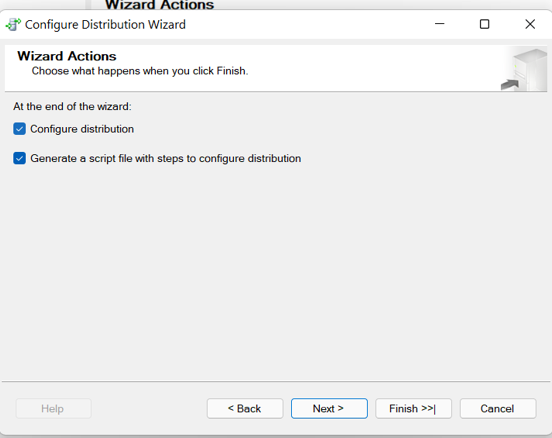 Wizard Actions
Configure Distribution Wizard
Wizard Actions
Choose what happens when you click Finish.
At the end of the wizard:
Configure distribution
Generate a script file with steps to configure distribution
Help
< Back
Next >
Finish >>|
Cancel